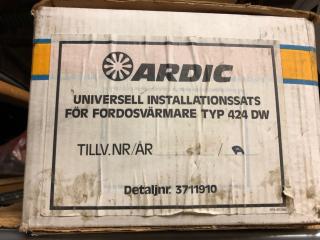 ARDIC
UNIVERSELL INSTALLATIONSSATS
FÖR FORDOSVÄRMARE TYP 424 DW
TILLV.NR/ÅR /
Detaljnr. 3711910